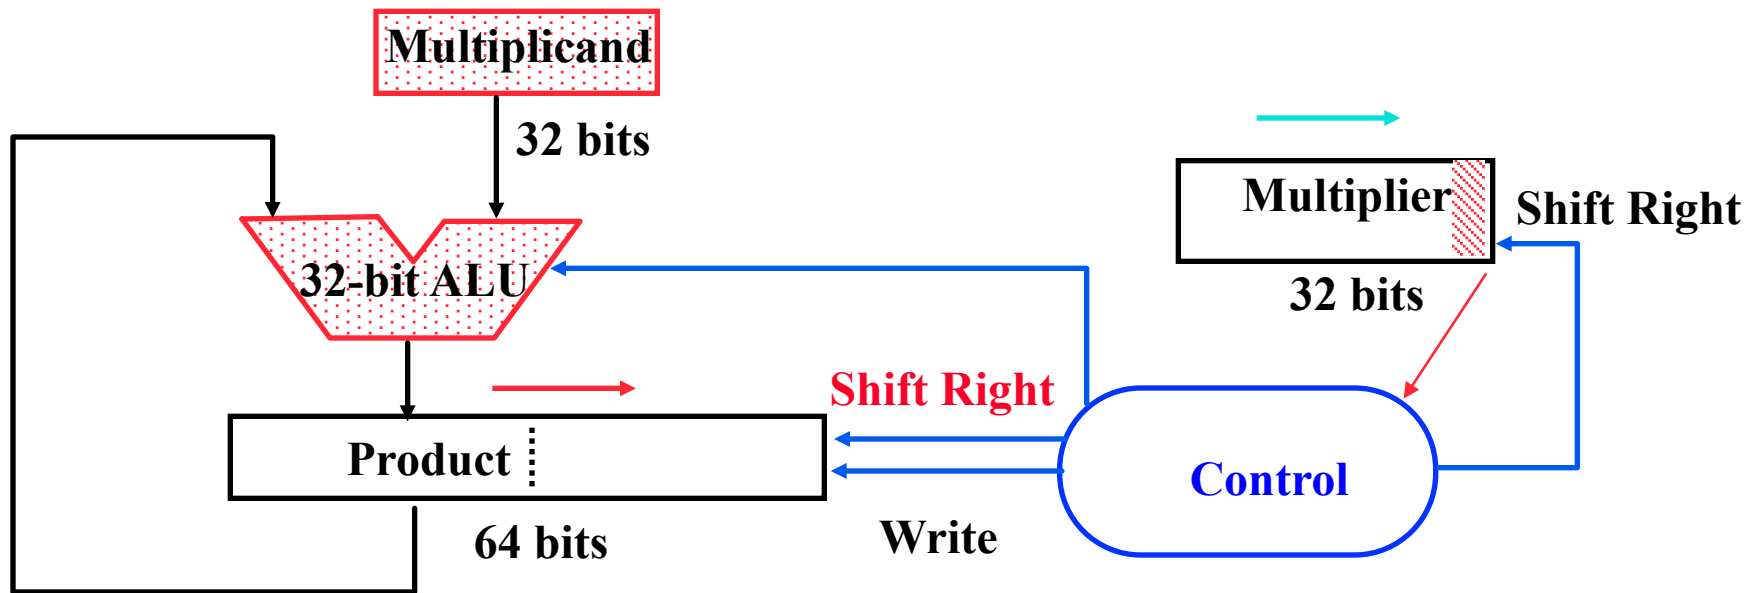 Multiplicand
32 bits
Multiplier
Shift Right
32-bit ALU
32 bits
Shift Right
Product
Control
64 bits
Write